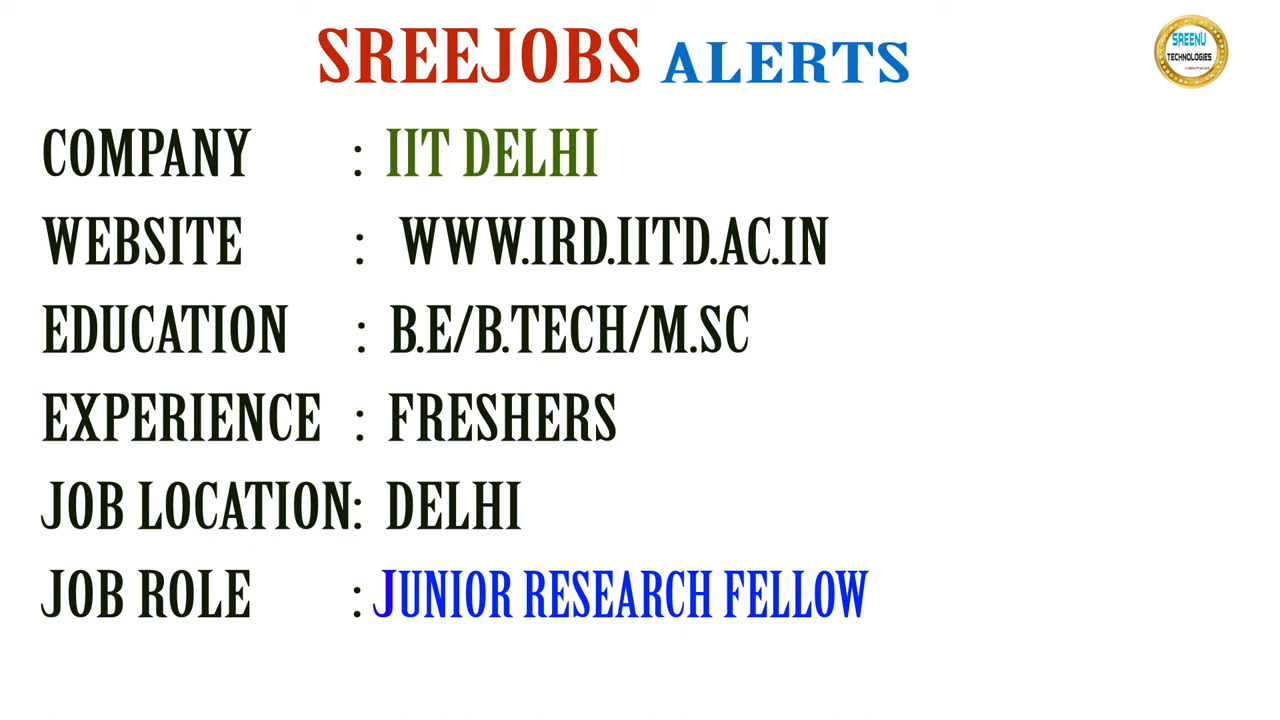 SREEJOBS ALERTS
SREENU
TECHNOLOGIES
COMPANY : IIT DELHI
WEBSITE : WWW.IRD.IITD.AC.IN
EDUCATION : B.E/B.TECH/M.SC
EXPERIENCE : FRESHERS
JOB LOCATION: DELHI
JOB ROLE : JUNIOR RESEARCH FELLOW